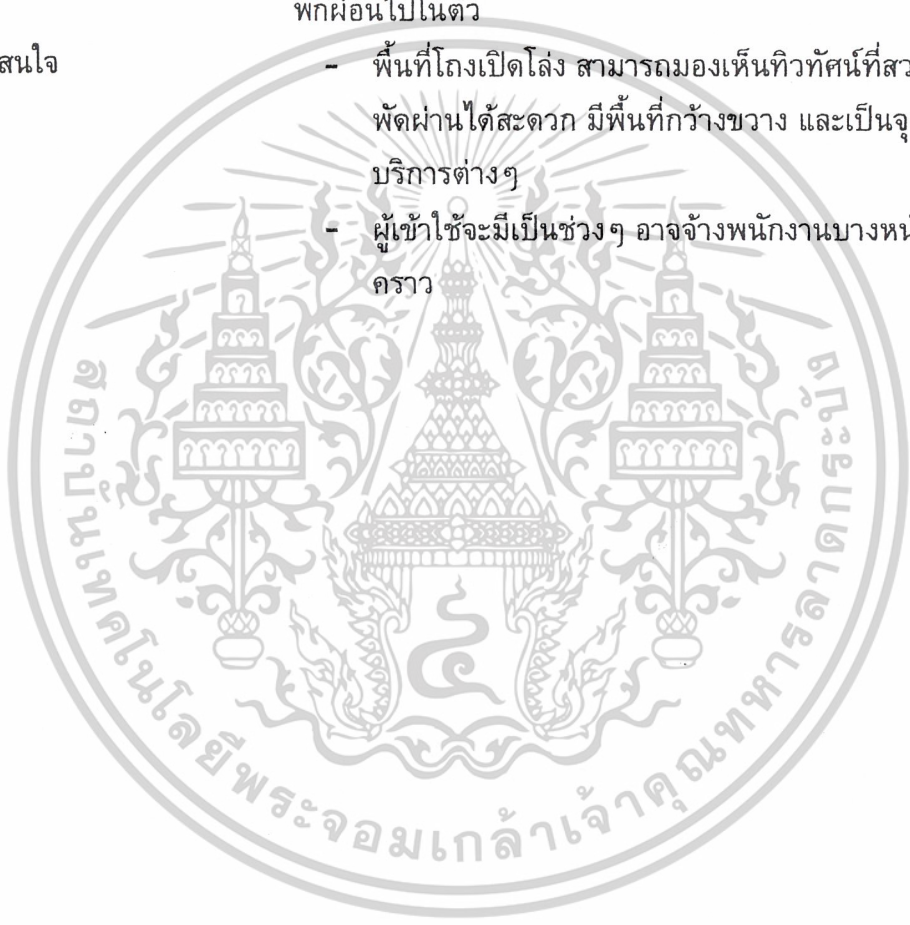 พักผ่อนไปในตัว
สนใจ
- พื้นที่โถงเปิดโล่ง สามารถมองเห็นทิวทัศน์ที่สว
พัดผ่านได้สะดวก มีพื้นที่กว้างขวาง และเป็นจุ
บริการต่างๆ
- ผู้เข้าใช้จะมีเป็นช่วงๆ อาจจ้างพนักงานบางหน
คราว
สถาบันเทคโนโลยีพระจอมเกล้าเจ้าคุณทหารลาดกระบัง